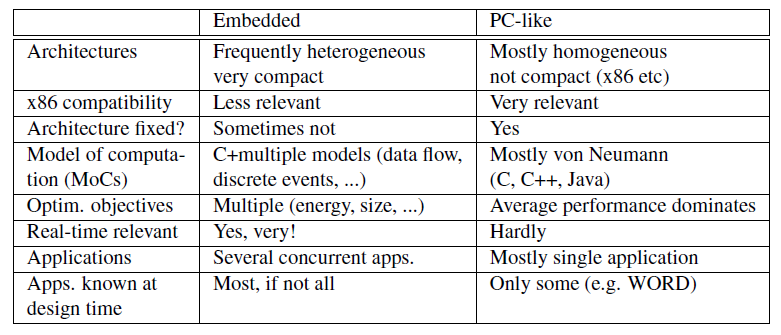 Embedded PC-like
Architectures Frequently heterogeneous Mostly homogeneous
very compact not compact (x86 etc)
x86 compatibility Less relevant Very relevant
Architecture fixed? Sometimes not Yes
Model of computa- C+multiple models (data flow, Mostly von Neumann
tion (MoCs) discrete events, ...) (C, C++, Java)
Optim. objectives Multiple (energy, size, ...) Average performance dominates
Real-time relevant Yes, very! Hardly
Applications Several concurrent apps. Mostly single application
Apps. known at Most, if not all Only some (e.g. WORD)
design time